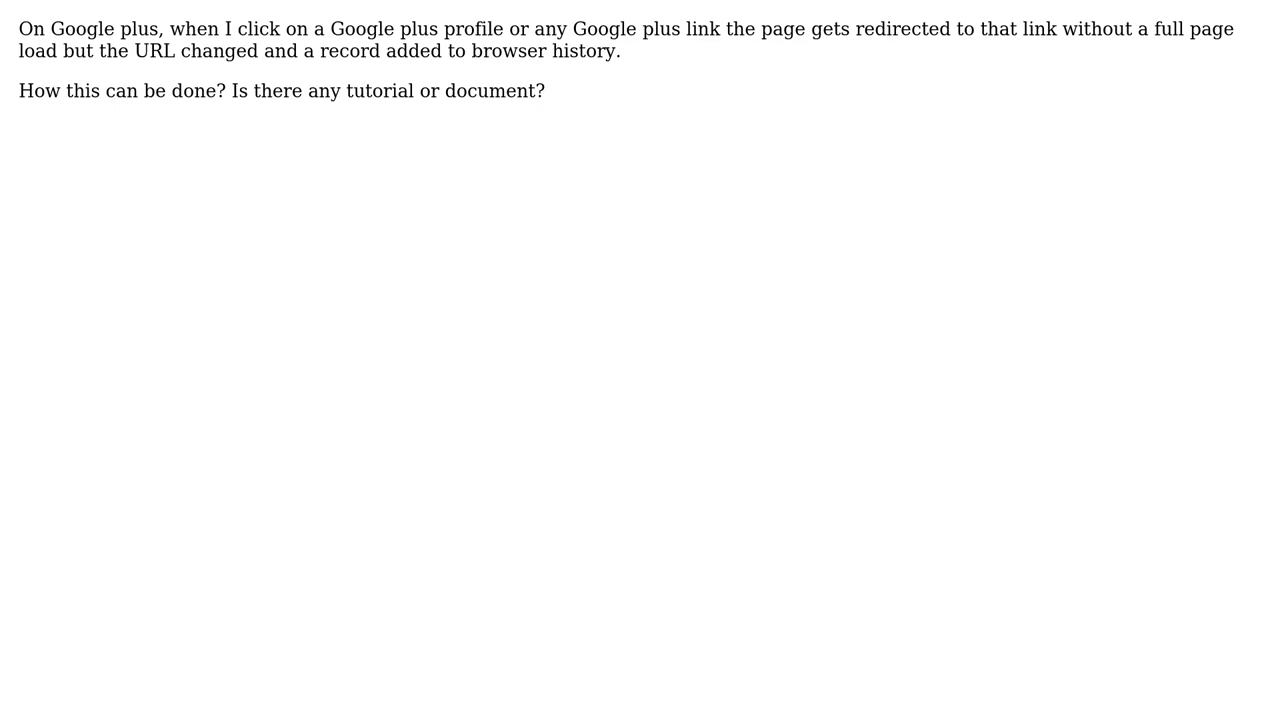 On Google plus, when I click on a Google plus profile or any Google plus link the page gets redirected to that link without a full page
load but the URL changed and a record added to browser history.
How this can be done? Is there any tutorial or document?